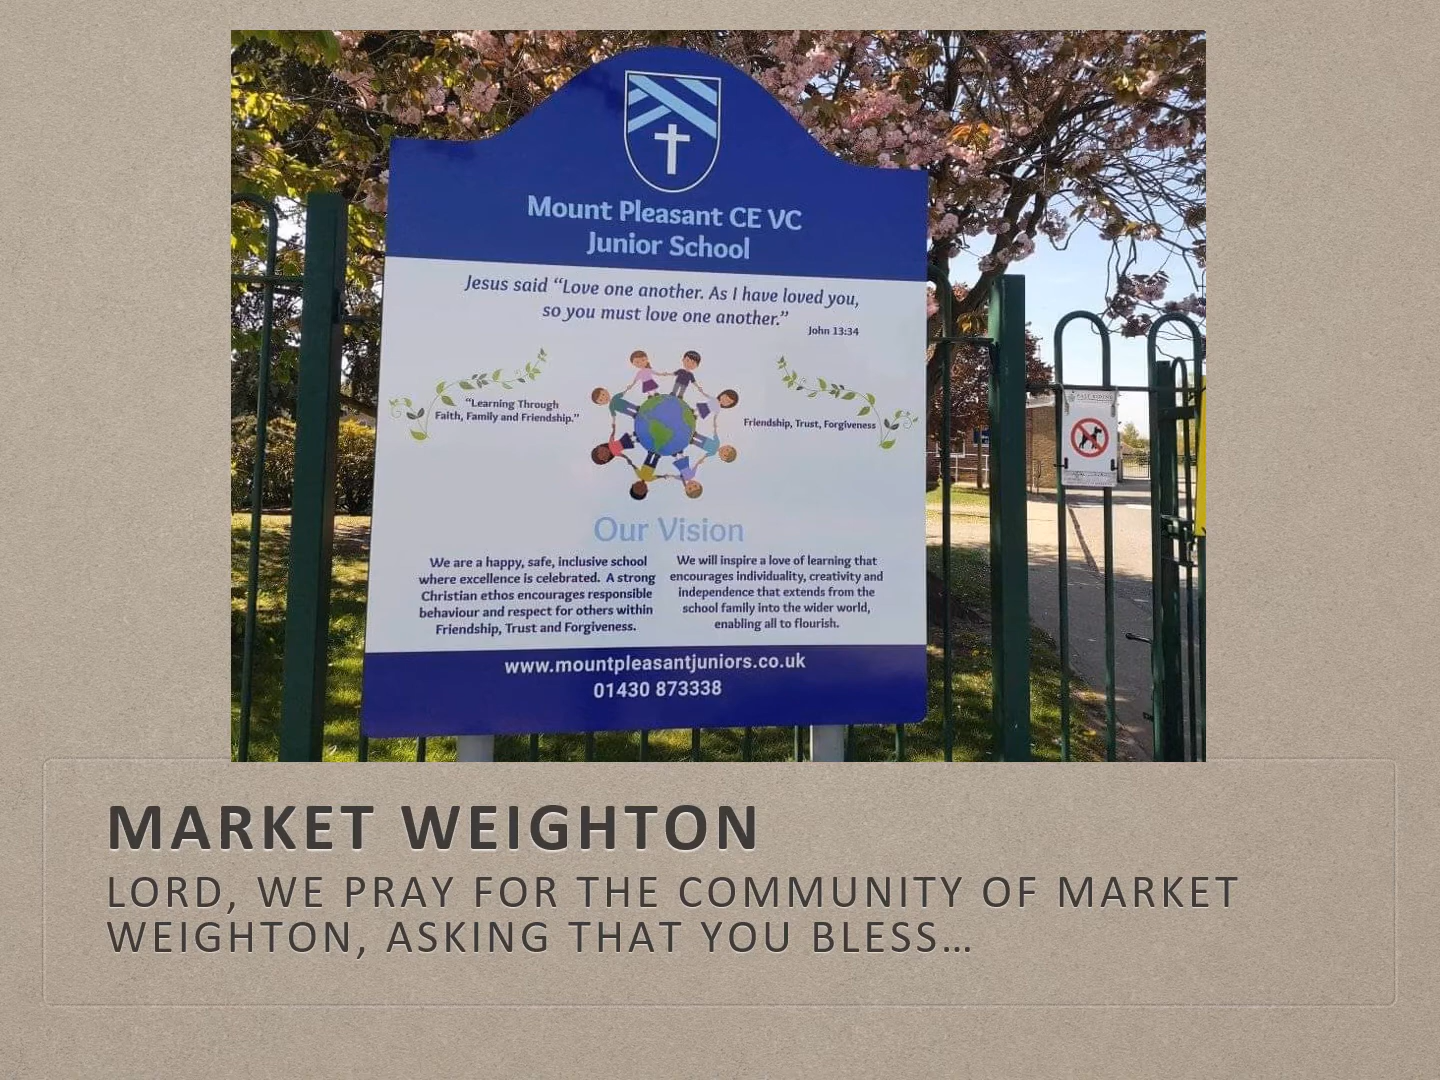 Mount Pleasant CE VC
Junior School
Jesus said “Love one another. As I have loved you,
so you must love one another.”
John 13:34
“Learning Through
Faith, Family and Friendship.”
Friendship, Trust, Forgiveness
Our Vision
We are a happy, safe, inclusive school
where excellence is celebrated. A strong
Christian ethos encourages responsible
behaviour and respect for others within
Friendship, Trust and Forgiveness.
We will inspire a love of learning that
encourages individuality, creativity and
independence that extends from the
school family into the wider world,
enabling all to flourish.
www.mountpleasantjuniors.co.uk
01430 873338
EAST RIDING
MARKET WEIGHTON
LORD, WE PRAY FOR THE COMMUNITY OF MARKET
WEIGHTON, ASKING THAT YOU BLESS…